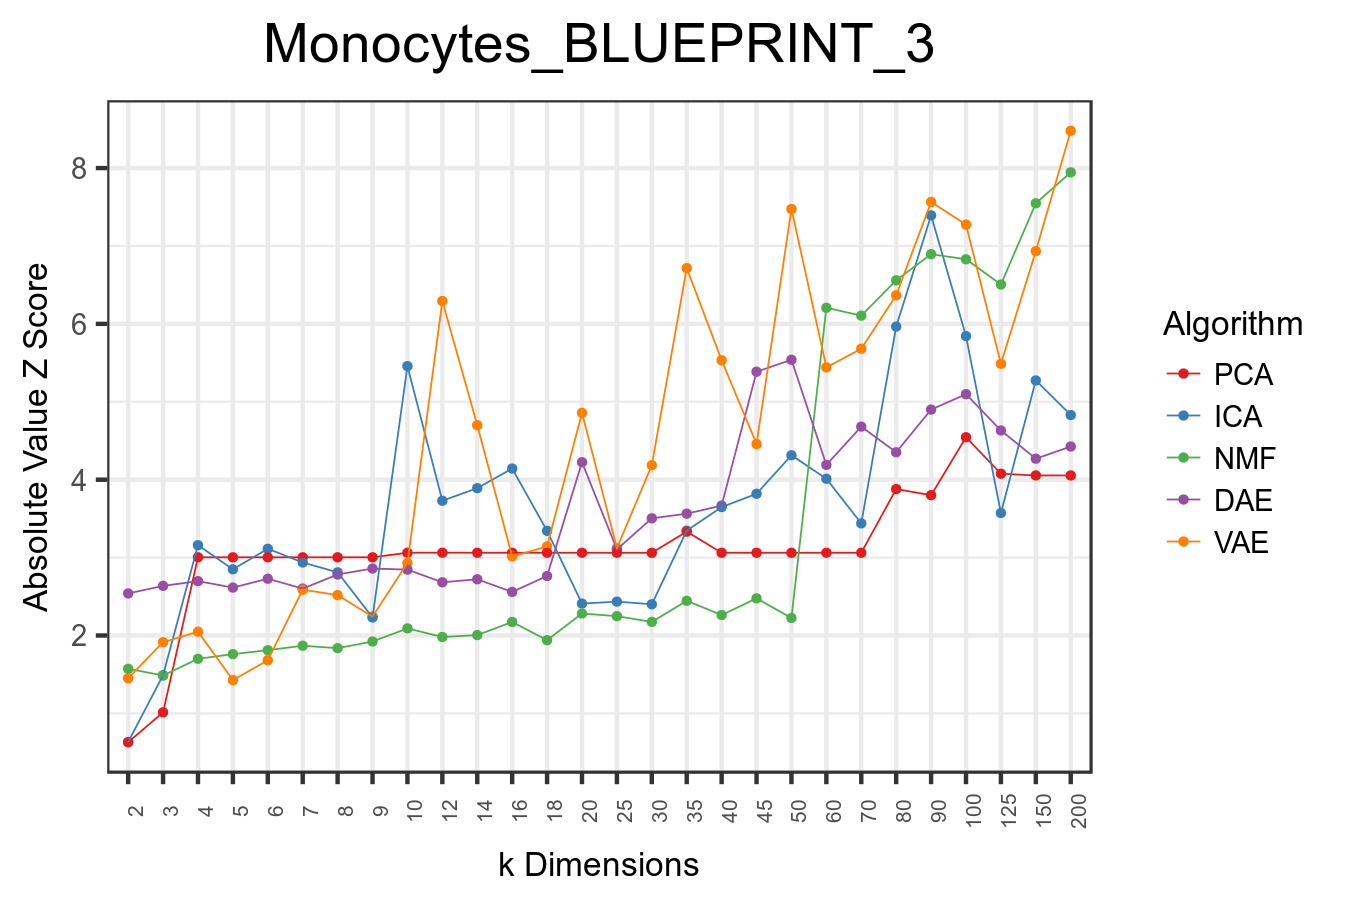 Monocytes_BLUEPRINT_3
Absolute Value Z Score
8
6
4
2
2 3 4 5 6 7 8 9 10 12 14 16 18 20 25 30 35 40 45 50 60 70 80 90 100 125 150 200
k Dimensions
Algorithm
PCA
ICA
NMF
DAE
VAE